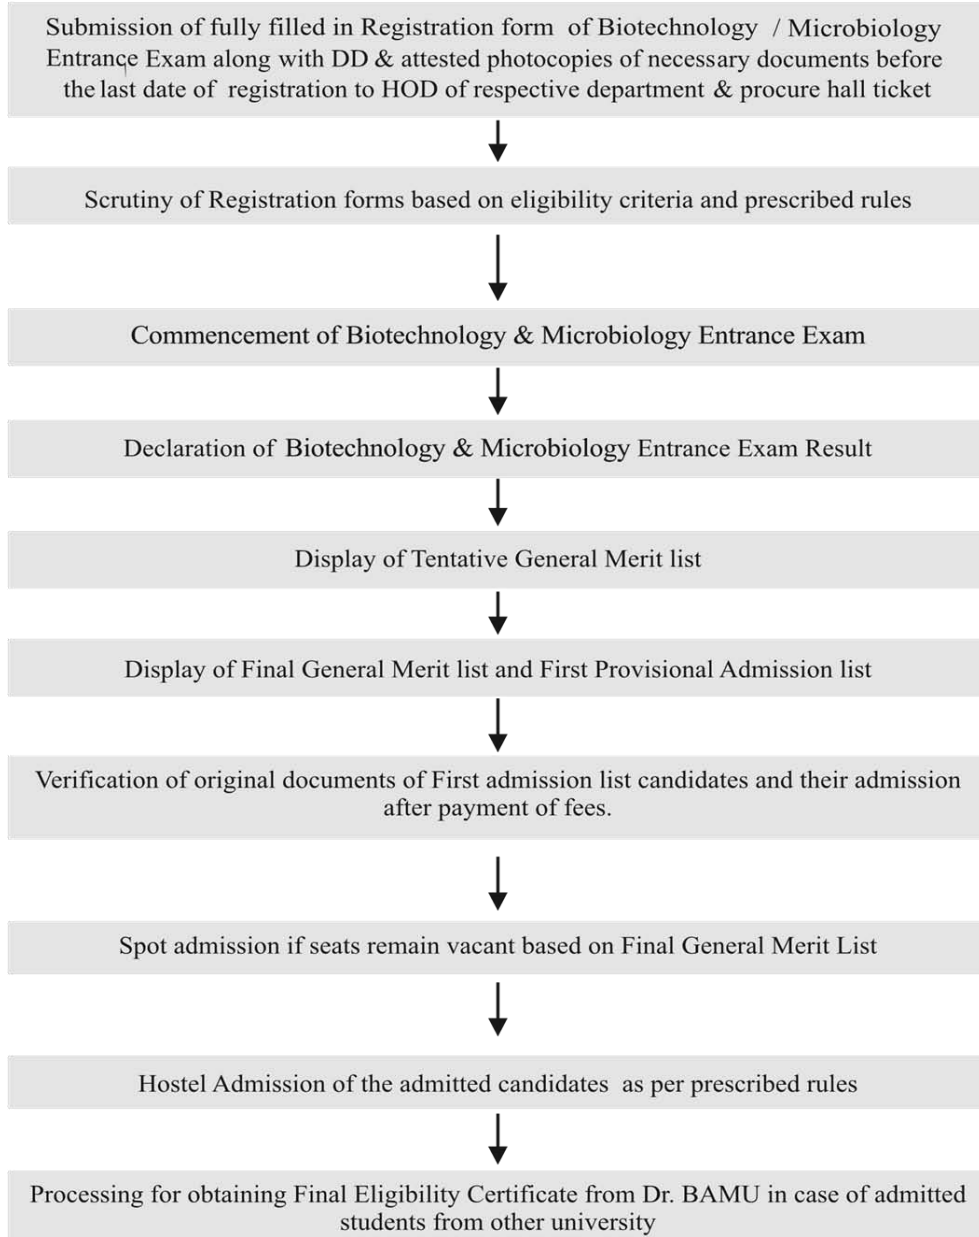 Submission of fully filled in Registration form of Biotechnology / Microbiology
Entrance Exam along with DD & attested photocopies of necessary documents before
the last date of registration to HOD of respective department & procure hall ticket
Scrutiny of Registration forms based on eligibility criteria and prescribed rules
Commencement of Biotechnology & Microbiology Entrance Exam
Declaration of Biotechnology & Microbiology Entrance Exam Result
Display of Tentative General Merit list
Display of Final General Merit list and First Provisional Admission list
Verification of original documents of First admission list candidates and their admission
after payment of fees.
Spot admission if seats remain vacant based on Final General Merit List
Hostel Admission of the admitted candidates as per prescribed rules
Processing for obtaining Final Eligibility Certificate from Dr. BAMU in case of admitted
students from other university